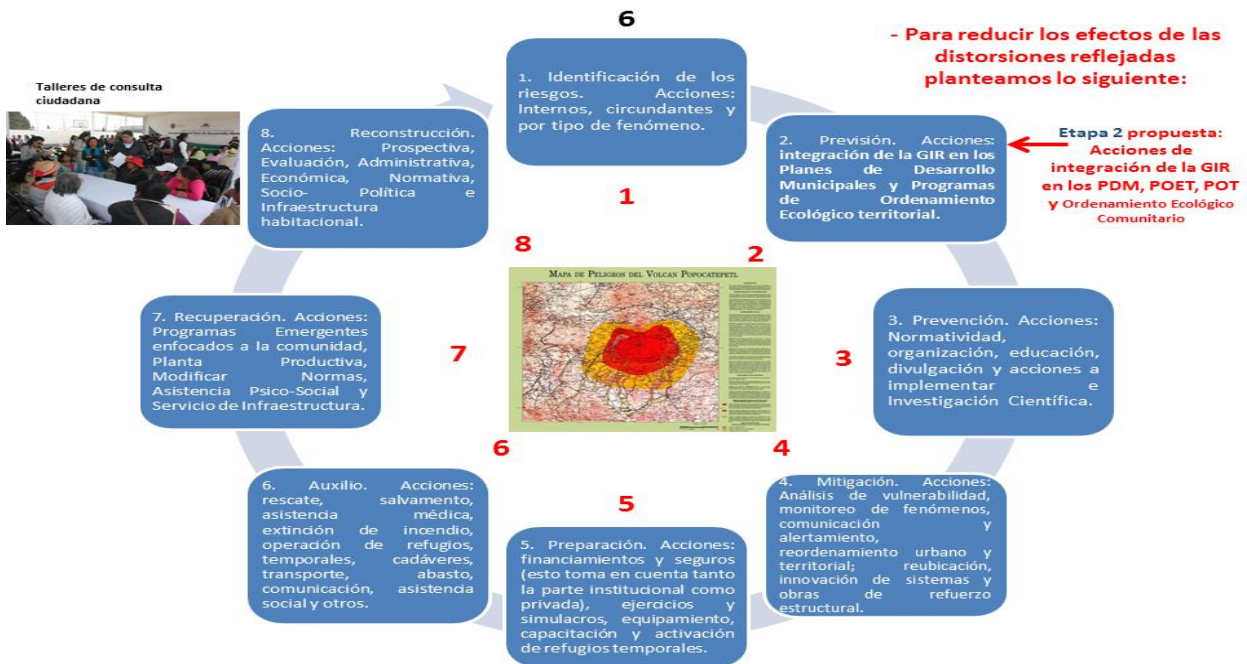 6
- Para reducir los efectos de las
distorsiones reflejadas
planteamos lo siguiente:
Talleres de consulta
ciudadana
1. Identificación de los
riesgos. Acciones:
Internos, circundantes y
por tipo de fenómeno.
2. Previsión. Acciones:
integración de la GIR en los
Planes de Desarrollo
Municipales y Programas
de Ordenamiento
Ecológico territorial.
Etapa 2 propuesta:
Acciones de
integración de la GIR
en los PDM, POET, POT
y Ordenamiento Ecológico
Comunitario
3. Prevención. Acciones:
Normatividad,
organización, educación,
divulgación y acciones a
implementar e
Investigación Científica.
4. Mitigación. Acciones:
Análisis de vulnerabilidad,
monitoreo de fenómenos,
comunicación y
alertamiento,
reordenamiento urbano y
territorial; reubicación,
innovación de sistemas y
obras de refuerzo
estructural.
5. Preparación. Acciones:
financiamientos y seguros
(esto toma en cuenta tanto
la parte institucional como
privada), ejercicios y
simulacros, equipamiento,
capacitación y activación
de refugios temporales.
6. Auxilio. Acciones:
rescate, salvamento,
asistencia médica,
extinción de incendio,
operación de refugios,
temporales, cadáveres,
transporte, abasto,
comunicación, asistencia
social y otros.
7. Recuperación. Acciones:
Programas Emergentes
enfocados a la comunidad,
Planta Productiva,
Modificar Normas,
Asistencia Psico-Social y
Servicio de Infraestructura.
8. Reconstrucción.
Acciones: Prospectiva,
Evaluación, Administrativa,
Económica, Normativa,
Socio- Política e
Infraestructura
habitacional.
1
2
3
4
5
6
7
8
MAPA DE PELIGROS DEL VOLCAN POPOCATEPETL